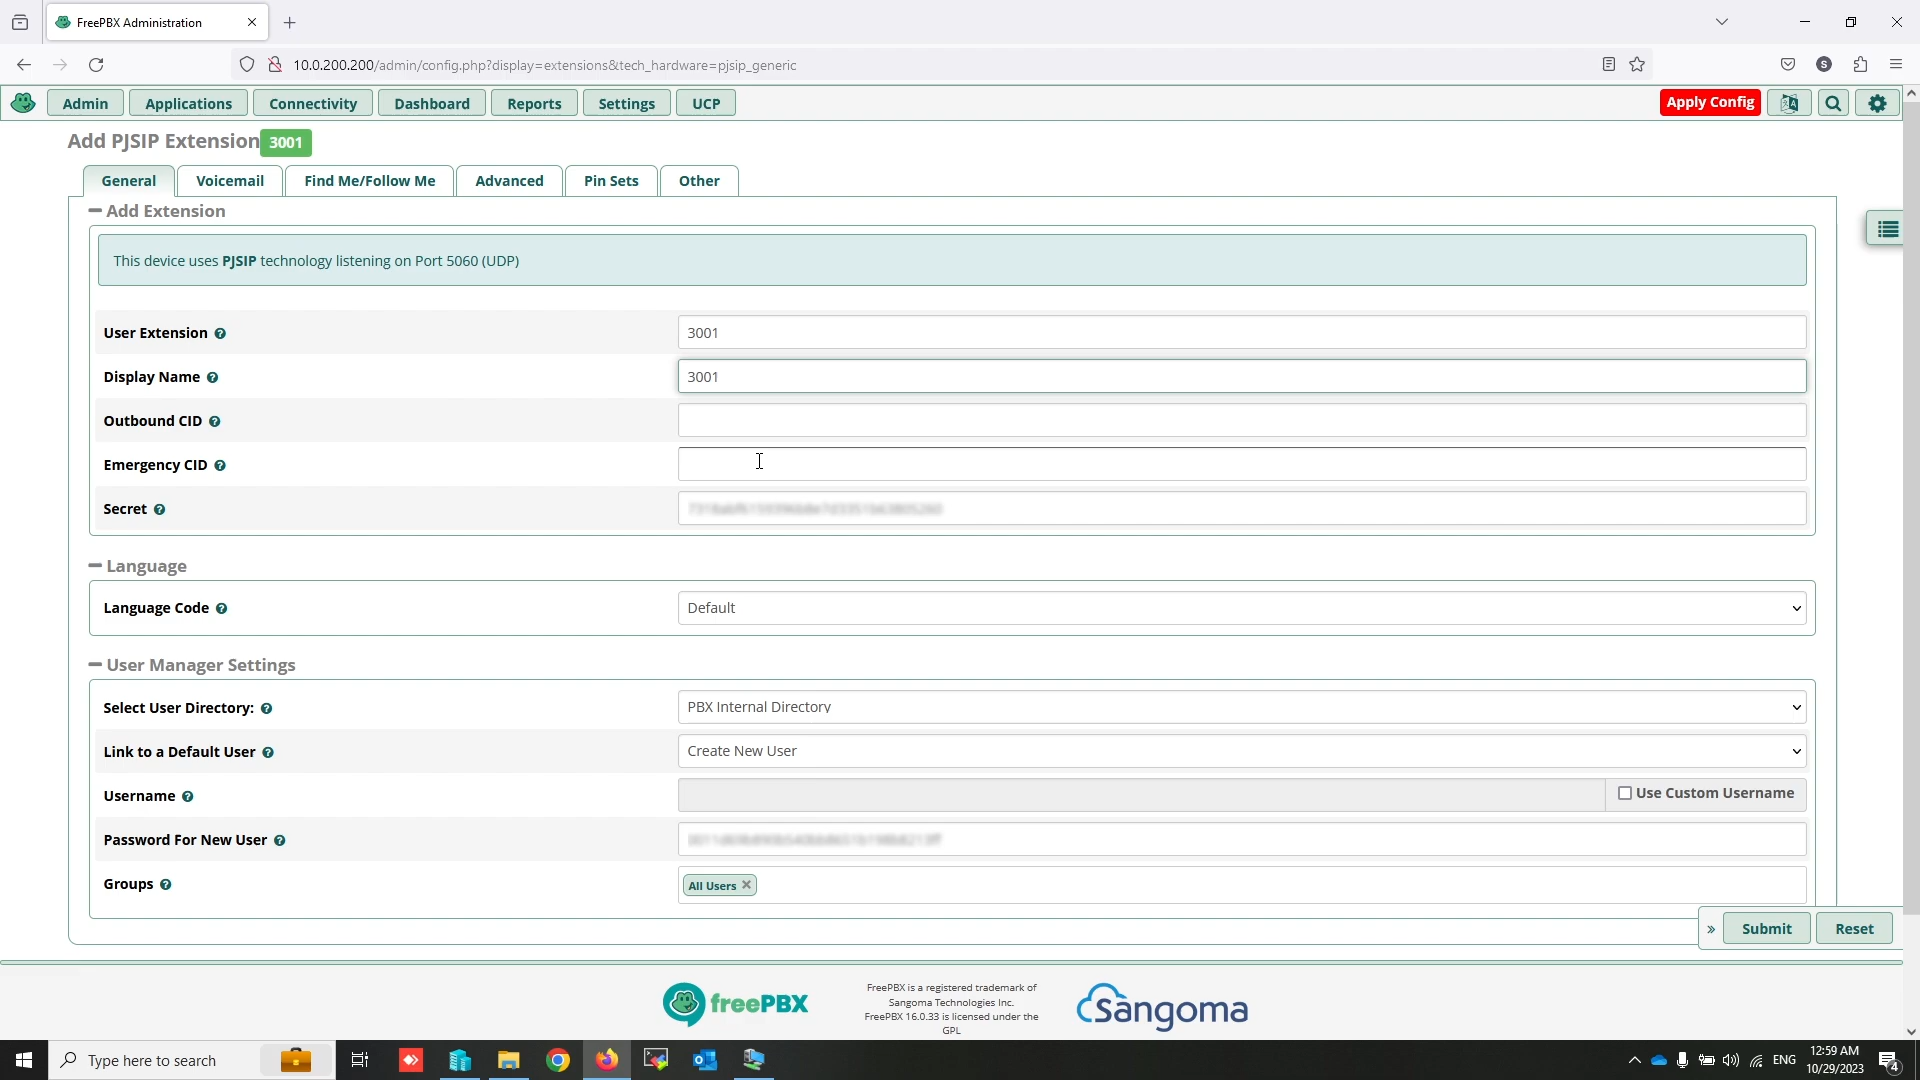 FreePBX Administration
10.0.200.200/admin/config.php?display=extensions&tech_hardware=pjsip_generic
S
Admin
Applications
Connectivity
Dashboard
Reports
Settings
UCP
Apply Config
Add PJSIP Extension 3001
General
Voicemail
Find Me/Follow Me
Advanced
Pin Sets
Other
Add Extension
This device uses PJSIP technology listening on Port 5060 (UDP)
User Extension
3001
Display Name
3001
Outbound CID
Emergency CID
Secret
Language
Language Code
Default
User Manager Settings
Select User Directory:
PBX Internal Directory
Link to a Default User
Create New User
Username
Use Custom Username
Password For New User
Groups
All Users
» Submit Reset
freePBX
FreePBX is a registered trademark of
Sangoma Technologies Inc.
FreePBX 16.0.33 is licensed under the
GPL
Sangoma
Type here to search
ENG
12:59 AM
10/29/2023
4